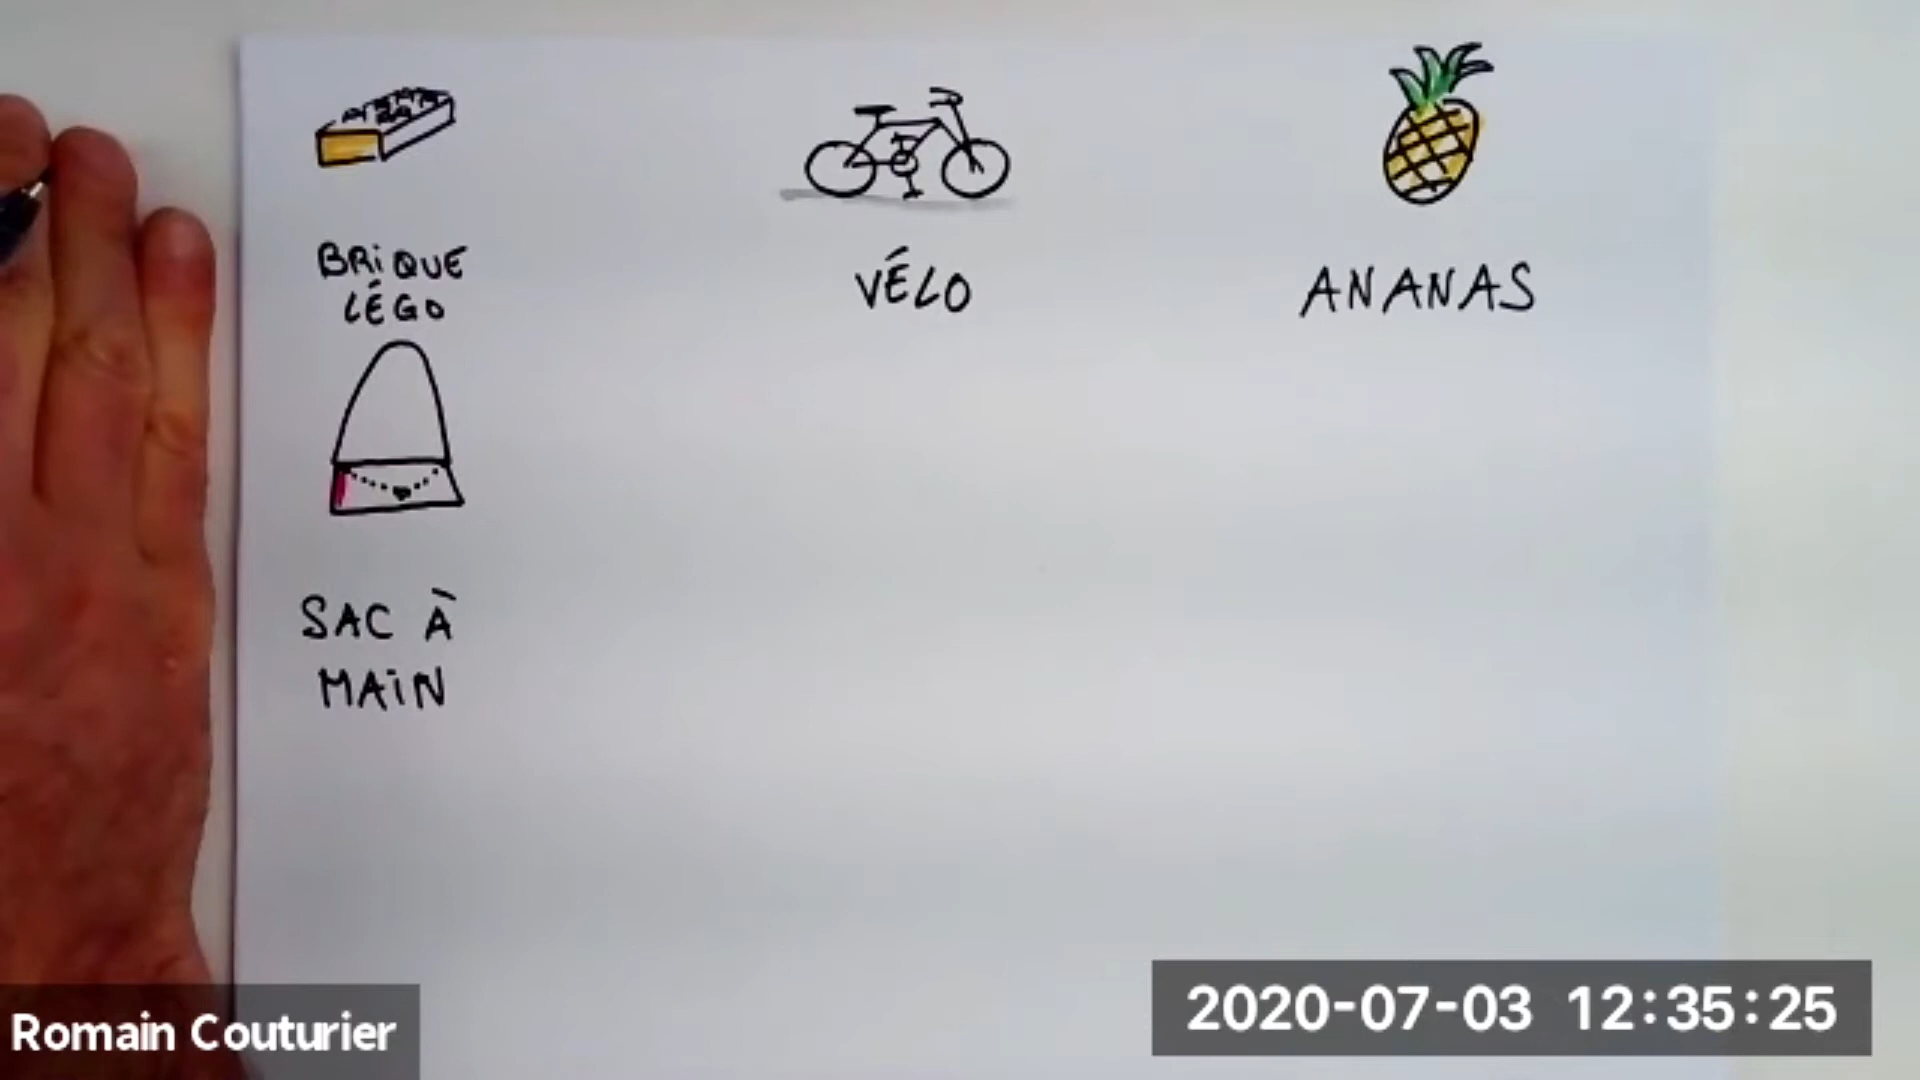 BRiQUE
LÉGO
VÉLO
ANANAS
SAC À
MAiN
Romain Couturier
2020-07-03 12:35:25